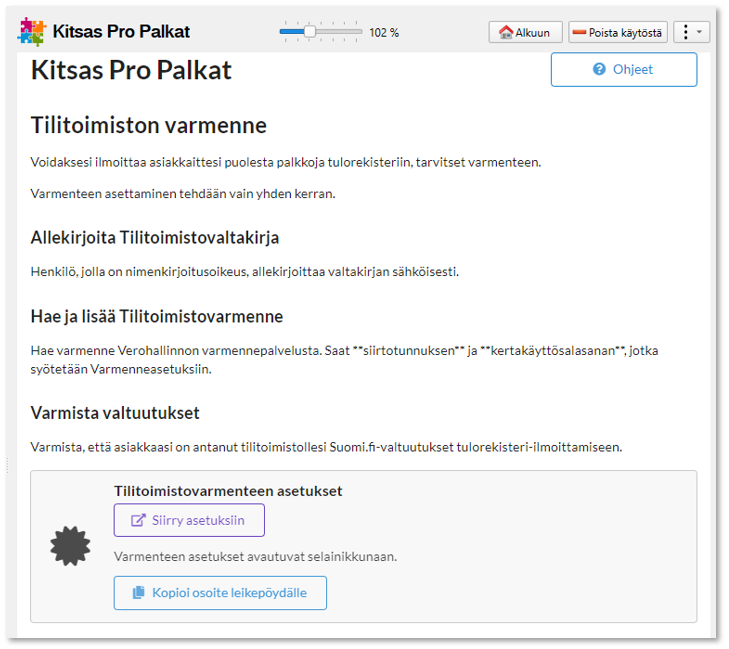 Kitsas Pro Palkat
102 %
Alkuun
Poista käytöstä
Kitsas Pro Palkat
Ohjeet
Tilitoimiston varmenne
Voidaksesi ilmoittaa asiakkaittesi puolesta palkkoja tulorekisteriin, tarvitset varmenteen.
Varmenteen asettaminen tehdään vain yhden kerran.
Allekirjoita Tilitoimistovaltakirja
Henkilö, jolla on nimenkirjoitusoikeus, allekirjoittaa valtakirjan sähköisesti.
Hae ja lisää Tilitoimistovarmenne
Hae varmenne Verohallinnon varmennepalvelusta. Saat **siirtotunnuksen** ja **kertakäyttösalasanan**, jotka
syötetään Varmenneasetuksiin.
Varmista valtuutukset
Varmista, että asiakkaasi on antanut tilitoimistollesi Suomi.fi-valtuutukset tulorekisteri-ilmoittamiseen.
Tilitoimistovarmenteen asetukset
Siirry asetuksiin
Varmenteen asetukset avautuvat selainikkunaan.
Kopioi osoite leikepöydälle